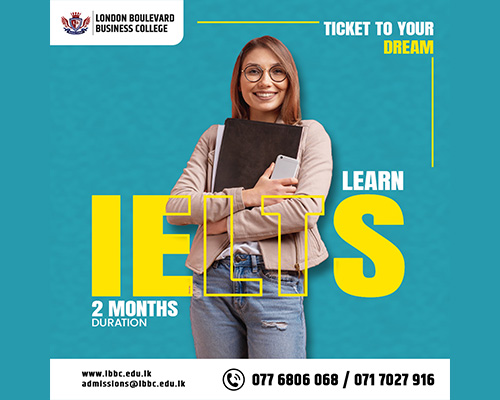 LONDON BOULEVARD
BUSINESS COLLEGE
TICKET TO YOUR
DREAM
LEARN
IELTS
2 MONTHS
DURATION
www.lbbc.edu.lk
admissions@lbbc.edu.lk
077 6806 068 / 071 7027 916